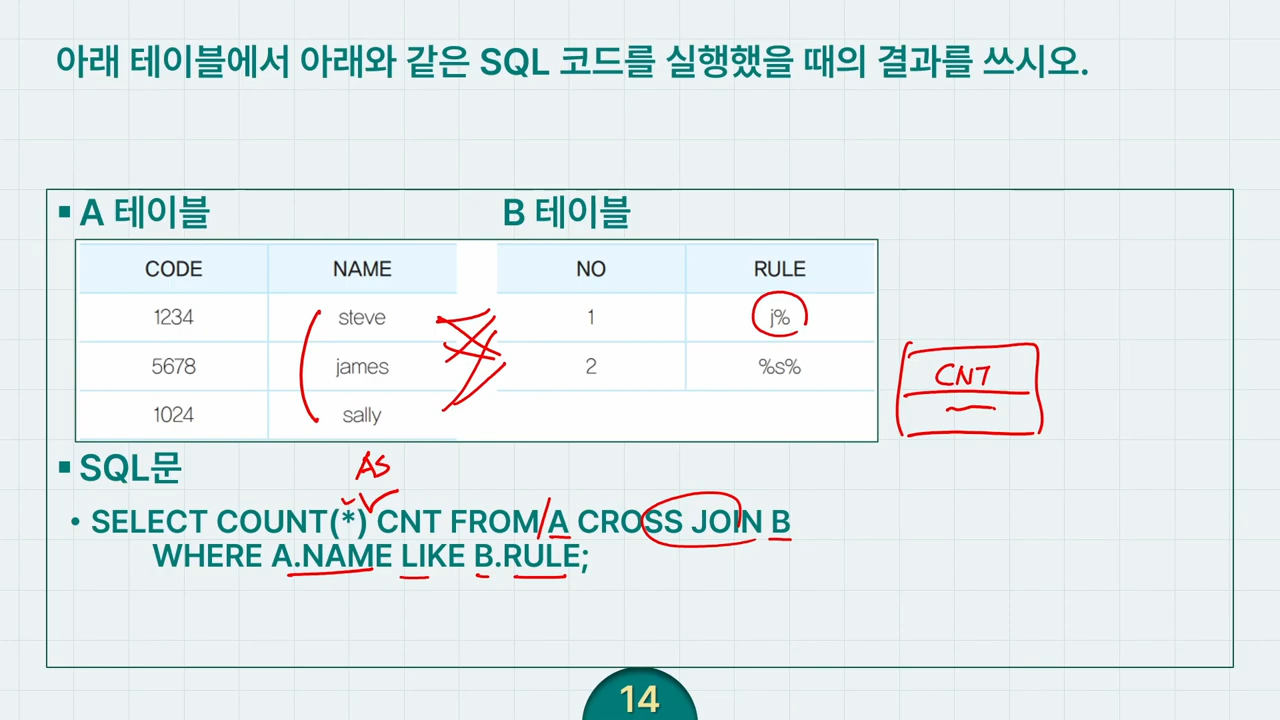 아래 테이블에서 아래와 같은 SQL 코드를 실행했을 때의 결과를 쓰시오.
▪ A 테이블 B 테이블
CODE NAME NO RULE
1234 steve 1 j%
5678 james 2 %s%
1024 sally
CNT
▪ SQL문
AS
• SELECT COUNT(*) CNT FROM A CROSS JOIN B
WHERE A.NAME LIKE B.RULE;
14